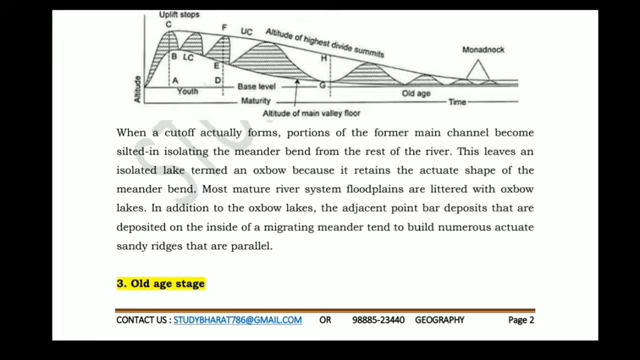 Uplift stops
C
F
UC
Altitude of highest divide summits
Monadnock
B
LC
E
H
A
D
Base level
G
Altitude
Youth
Maturity
Old age
Time
Altitude of main valley floor
When a cutoff actually forms, portions of the former main channel become
silted-in isolating the meander bend from the rest of the river. This leaves an
isolated lake termed an oxbow because it retains the actuate shape of the
meander bend. Most mature river system floodplains are littered with oxbow
lakes. In addition to the oxbow lakes, the adjacent point bar deposits that are
deposited on the inside of a migrating meander tend to build numerous actuate
sandy ridges that are parallel.
3. Old age stage
CONTACT US : STUDYBHARAT786@GMAIL.COM OR 98885-23440 GEOGRAPHY Page 2